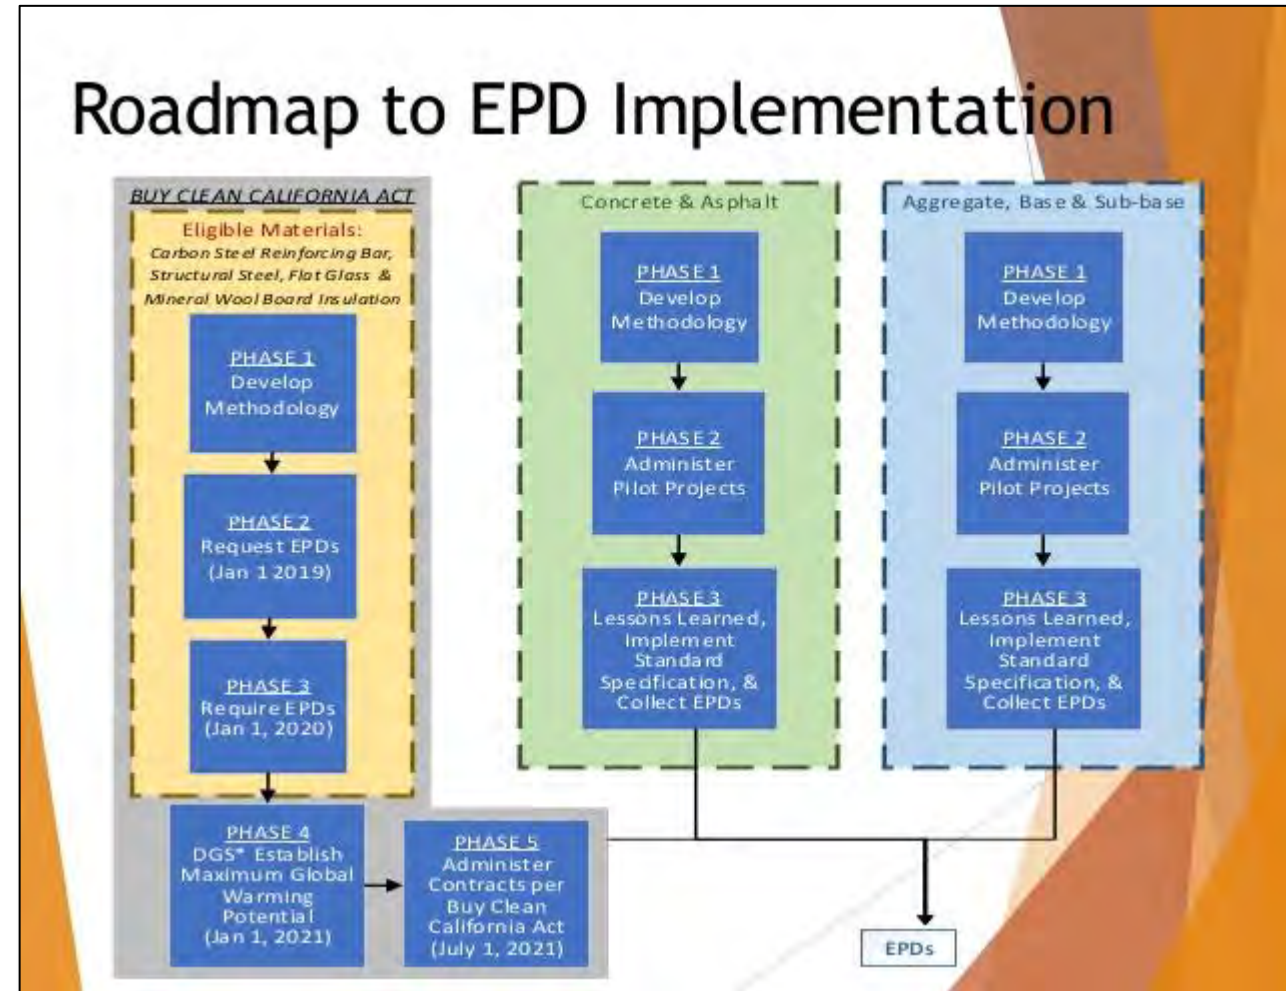 Roadmap to EPD Implementation
BUY CLEAN CALIFORNIA ACT
Eligible Materials:
Carbon Steel Reinforcing Bar,
Structural Steel, Flat Glass &
Mineral Wool Board Insulation
PHASE 1
Develop
Methodology
PHASE 2
Request EPDs
(Jan 1 2019)
PHASE 3
Require EPDs
(Jan 1, 2020)
PHASE 4
DGS* Establish
Maximum Global
Warming
Potential
(Jan 1, 2021)
PHASE 5
Administer
Contracts per
Buy Clean
California Act
(July 1, 2021)
Concrete & Asphalt
PHASE 1
Develop
Methodology
PHASE 2
Administer
Pilot Projects
PHASE 3
Lessons Learned,
Implement
Standard
Specification, &
Collect EPDs
Aggregate, Base & Sub-base
PHASE 1
Develop
Methodology
PHASE 2
Administer
Pilot Projects
PHASE 3
Lessons Learned,
Implement
Standard
Specification, &
Collect EPDs
EPDs